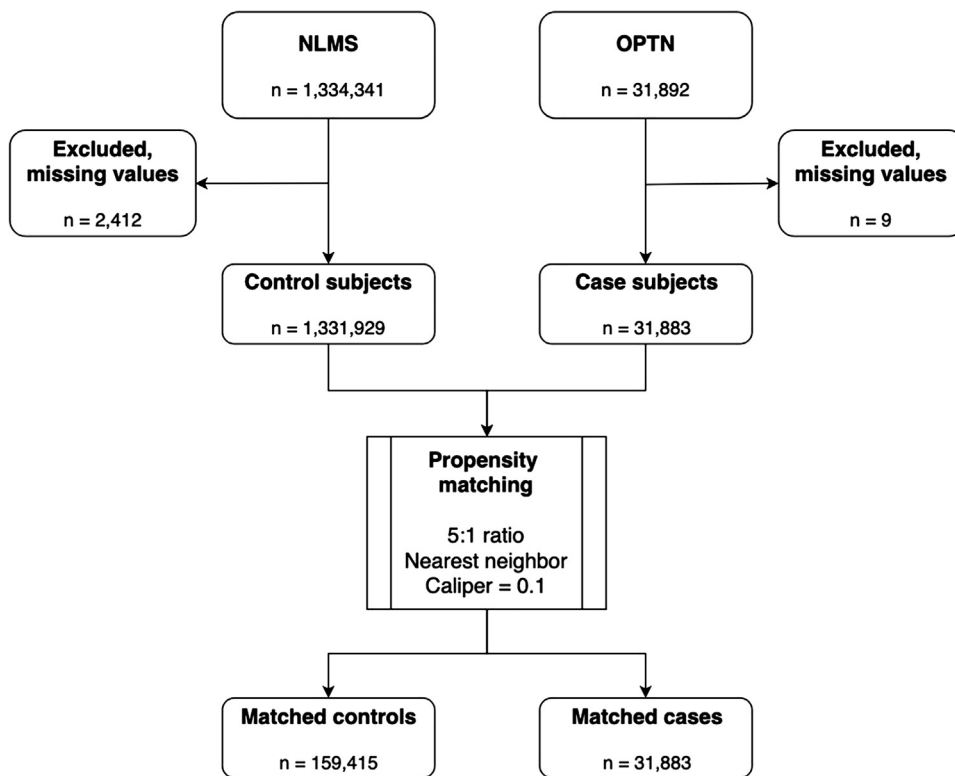 NLMS
n = 1,334,341
OPTN
n = 31,892
Excluded,
missing values
n = 2,412
Excluded,
missing values
n = 9
Control subjects
n = 1,331,929
Case subjects
n = 31,883
Propensity
matching
5:1 ratio
Nearest neighbor
Caliper = 0.1
Matched controls
n = 159,415
Matched cases
n = 31,883